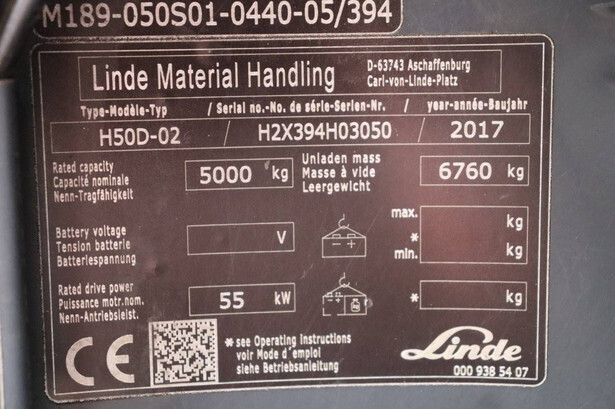 M189-050S01-0440-05/394
Linde Material Handling
D-63743 Aschaffenburg
Carl-von-Linde-Platz
Type-Modèle-Typ / Serial no.-No. de série-Serien-Nr. / year-année-Baujahr
H50D-02 / H2X394H03050 / 2017
Rated capacity
Capacité nominale
Nenn-Tragfähigkeit
5000 kg
Unladen mass
Masse à vide
Leergewicht
6760 kg
Battery voltage
Tension batterie
Batteriespannung
V
max. kg
*
min. kg
Rated drive power
Puissance motr.nom.
Nenn-Antriebsleist.
55 kW
* kg
CE
*see Operating Instructions
voir Mode d'emploi
siehe Betriebsanleitung
Linde
000 938 54 07